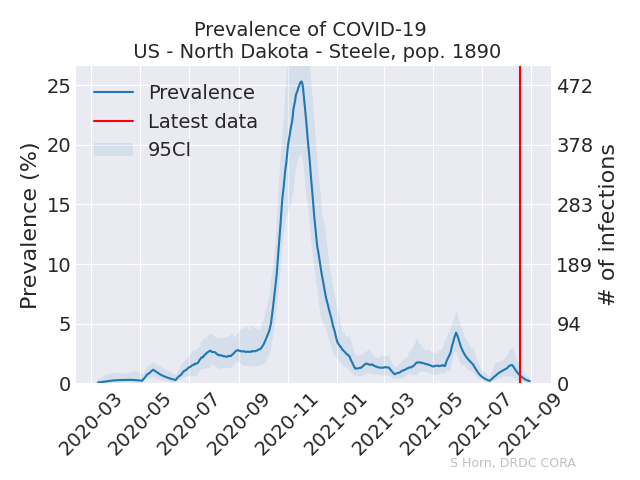 Prevalence of COVID-19
US - North Dakota - Steele, pop. 1890
Prevalence
Latest data
95CI
Prevalence (%)
25
20
15
10
5
0
472
378
283
189
94
0
# of infections
2020-03
2020-05
2020-07
2020-09
2020-11
2021-01
2021-03
2021-05
2021-07
2021-09
S Horn, DRDC CORA